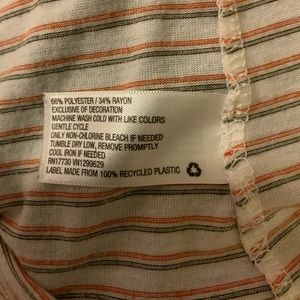 66% POLYESTER / 34% RAYON
EXCLUSIVE OF DECORATION
MACHINE WASH COLD WITH LIKE COLORS
GENTLE CYCLE
ONLY NON-CHLORINE BLEACH IF NEEDED
TUMBLE DRY LOW, REMOVE PROMPTLY
COOL IRON IF NEEDED
RN17730 VN1299629
LABEL MADE FROM 100% RECYCLED PLASTIC